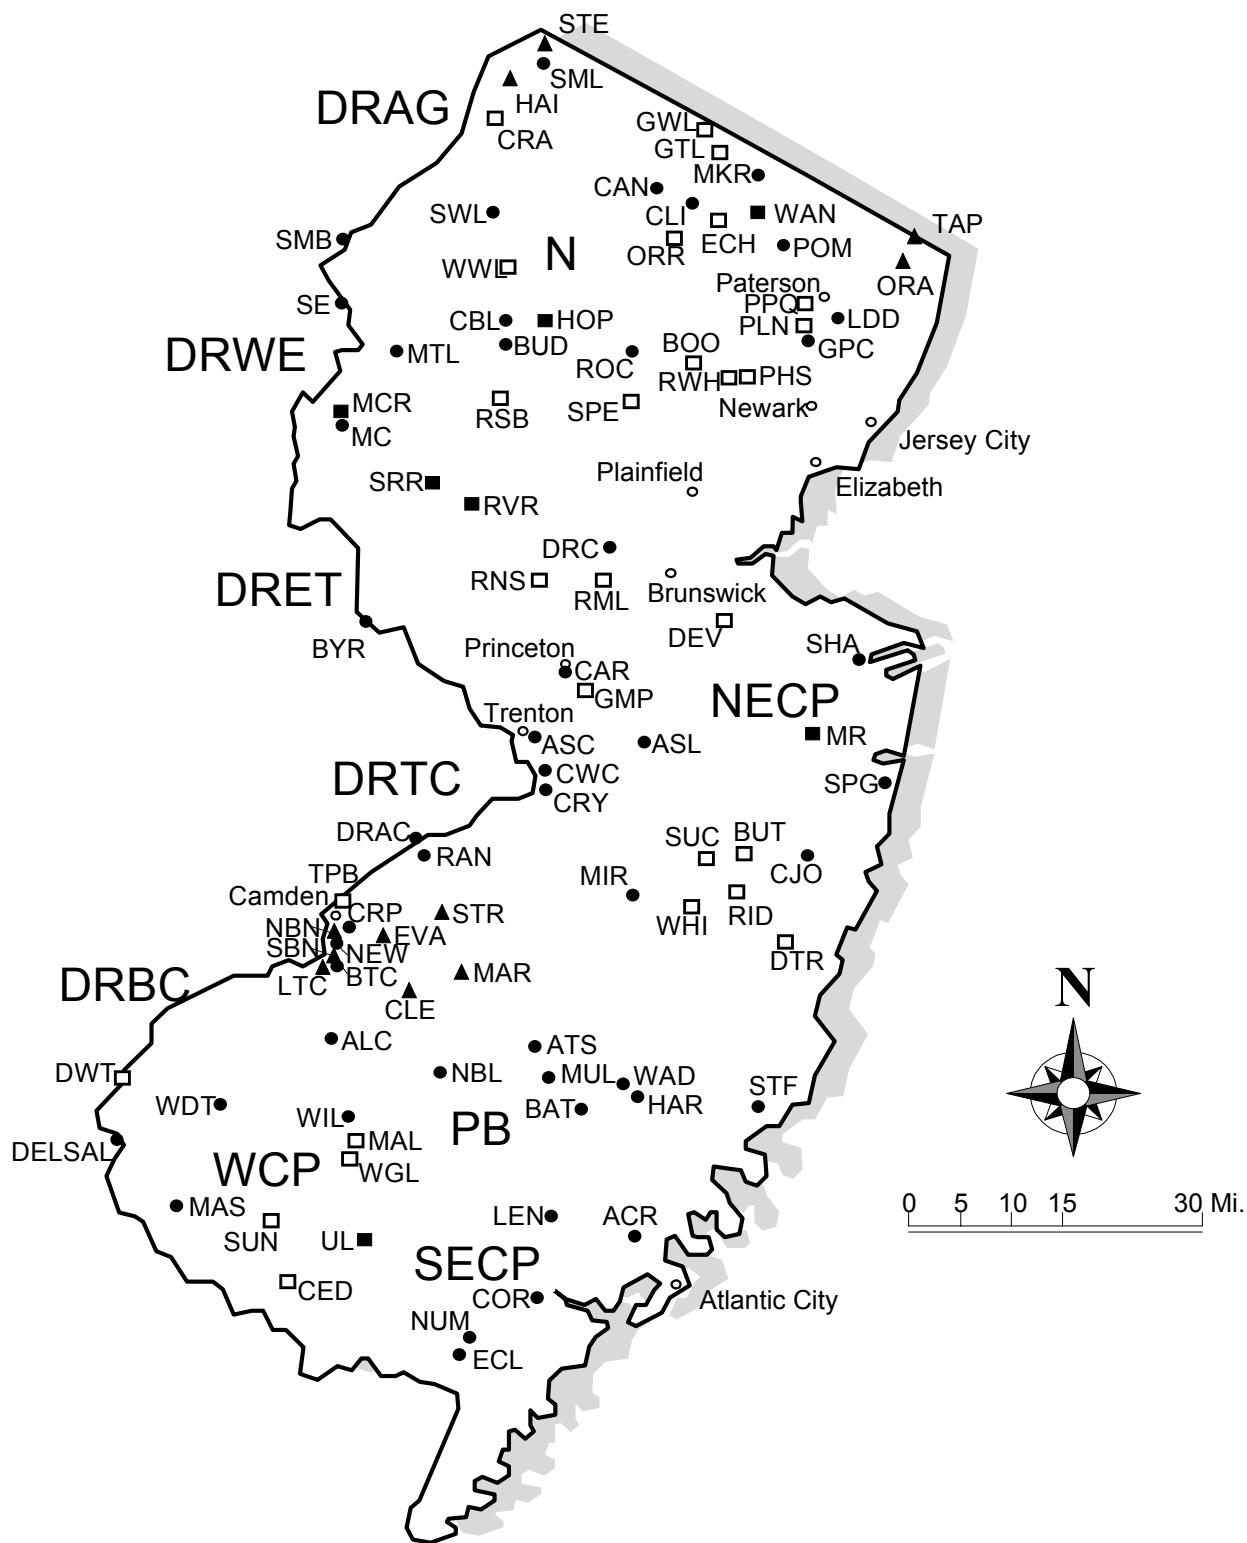 STE
SML
HAI
DRAG
CRA
GWL
GTL
MKR
CAN
SWL
CLI
WAN
TAP
SMB
ECH
ORR
POM
N
WWL
ORA
Paterson
SE
PPQ
CBL
HOP
PLN
LDD
BUD
GPC
DRWE
MTL
ROC
BOO
RWH
PHS
MCR
RSB
SPE
Newark
MC
Jersey City
Plainfield
SRR
Elizabeth
RVR
DRC
DRET
RNS
RML
Brunswick
DEV
BYR
Princeton
SHA
CAR
GMP
NECP
Trenton
MR
ASC
ASL
DRTC
CWC
SPG
CRY
DRAC
RAN
SUC
BUT
CJO
TPB
MIR
Camden
CRP
STR
WHI
RID
NBN
EVA
SBN
NEW
DTR
LTC
BTC
MAR
DRBC
CLE
N
ALC
ATS
DWT
NBL
MUL
WAD
STF
WDT
WIL
BAT
HAR
PB
DELSAL
MAL
WCP
WGL
MAS
LEN
ACR
0 5 10 15 30 Mi.
SUN
UL
SECP
CED
COR
Atlantic City
NUM
ECL